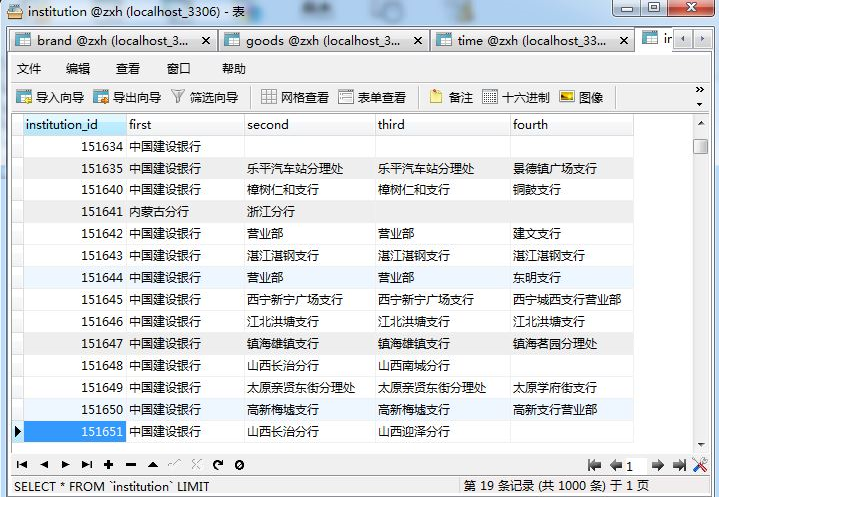 institution @zxh (localhost_3306) - 表
brand @zxh (localhost_3... goods @zxh (localhost_3... time @zxh (localhost_33... ir
文件 编辑 查看 窗口 帮助
导入向导 导出向导 筛选向导 网格查看 表单查看 备注 十六进制 图像
institution_id first second third fourth
151634 中国建设银行
151635 中国建设银行 乐平汽车站分理处 乐平汽车站分理处 景德镇广场支行
151640 中国建设银行 樟树仁和支行 樟树仁和支行 铜鼓支行
151641 内蒙古分行 浙江分行
151642 中国建设银行 营业部 营业部 建文支行
151643 中国建设银行 湛江湛钢支行 湛江湛钢支行 湛江湛钢支行
151644 中国建设银行 营业部 营业部 东明支行
151645 中国建设银行 西宁新宁广场支行 西宁新宁广场支行 西宁城西支行营业部
151646 中国建设银行 江北洪塘支行 江北洪塘支行 江北洪塘支行
151647 中国建设银行 镇海雄镇支行 镇海雄镇支行 镇海茗园分理处
151648 中国建设银行 山西长治分行 山西南城分行
151649 中国建设银行 太原亲贤东街分理处 太原亲贤东街分理处 太原学府街支行
151650 中国建设银行 高新梅墟支行 高新梅墟支行 高新支行营业部
151651 中国建设银行 山西长治分行 山西迎泽分行
1
SELECT * FROM `institution` LIMIT 第 19 条记录 (共 1000 条) 于 1 页